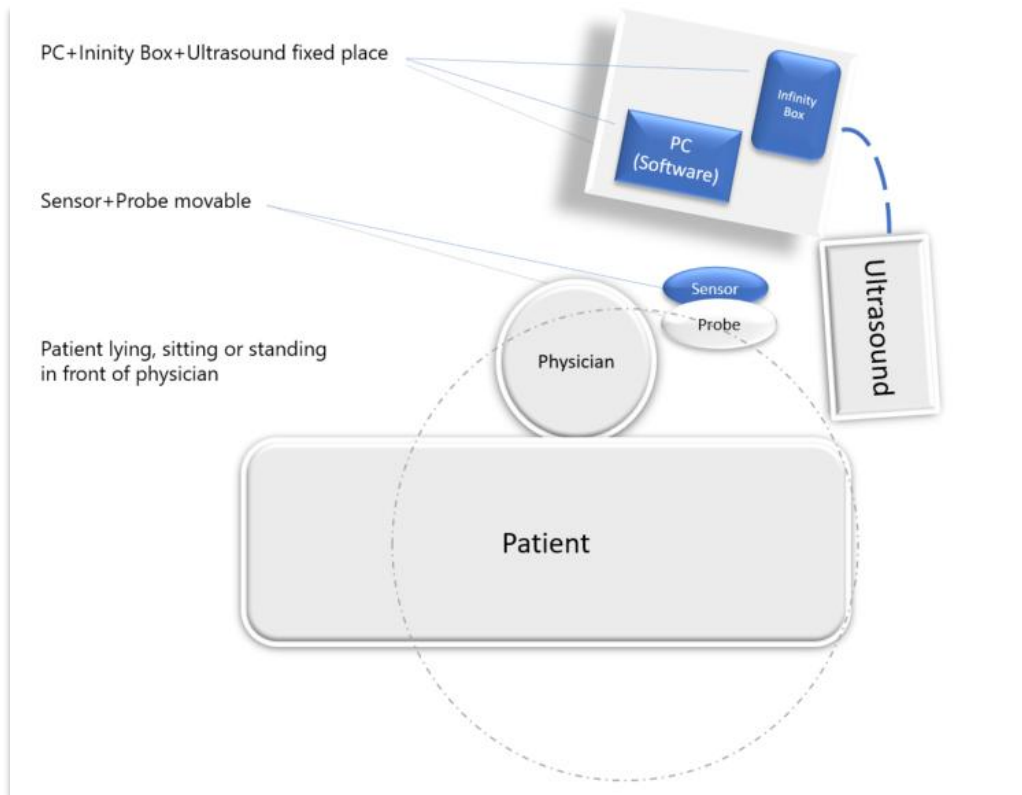 PC+Ininity Box+Ultrasound fixed place
Infinity
Box
PC
(Software)
Sensor+Probe movable
Ultrasound
Sensor
Probe
Patient lying, sitting or standing
in front of physician
Physician
Patient